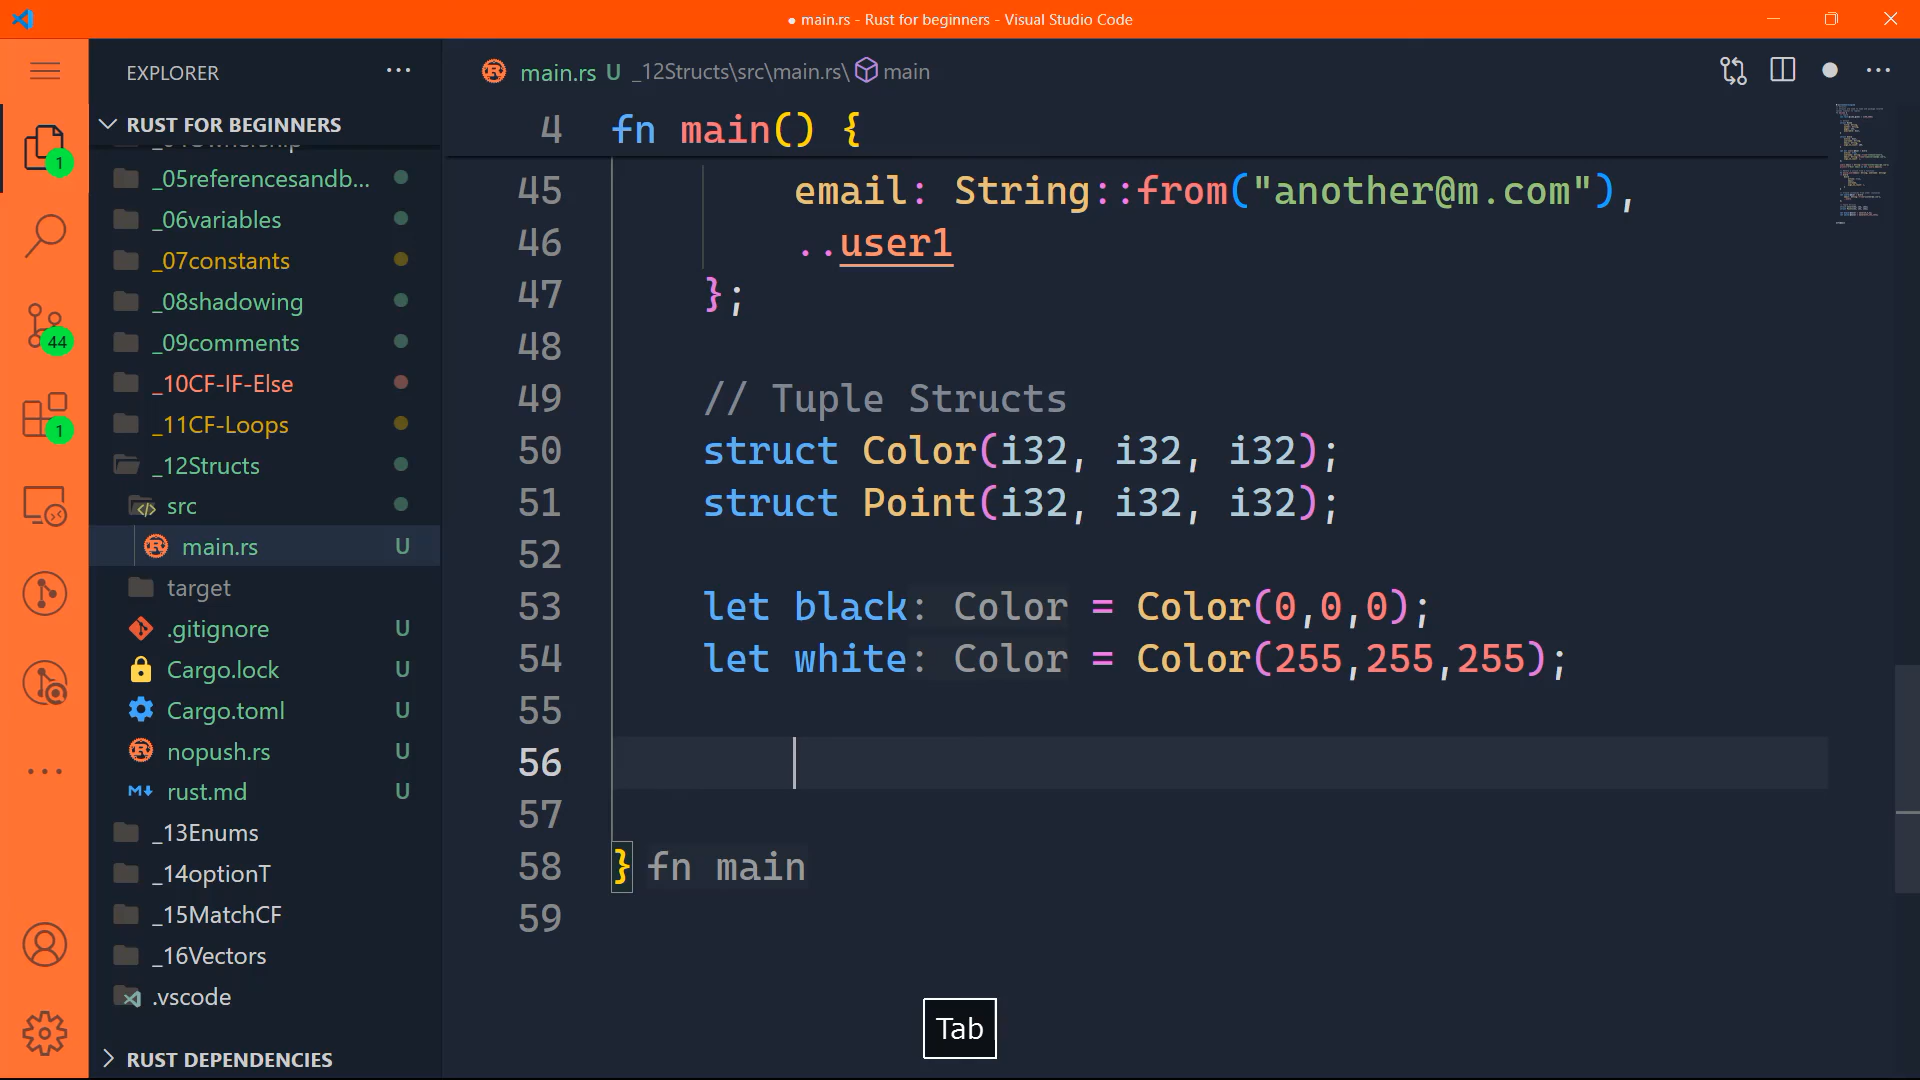 ● main.rs - Rust for beginners - Visual Studio Code
EXPLORER
RUST FOR BEGINNERS
_05referencesandb...
_06variables
_07constants
_08shadowing
_09comments
_10CF-IF-Else
_11CF-Loops
_12Structs
src
main.rs U
target
.gitignore U
Cargo.lock U
Cargo.toml U
nopush.rs U
rust.md U
_13Enums
_14optionT
_15MatchCF
_16Vectors
.vscode
RUST DEPENDENCIES
1
44
1
main.rs U _12Structs\src\main.rs\ main
4 fn main() {
45 email: String::from("another@m.com"),
46 ..user1
47 };
48
49 // Tuple Structs
50 struct Color(i32, i32, i32);
51 struct Point(i32, i32, i32);
52
53 let black: Color = Color(0,0,0);
54 let white: Color = Color(255,255,255);
55
56
57
58 } fn main
59
Tab